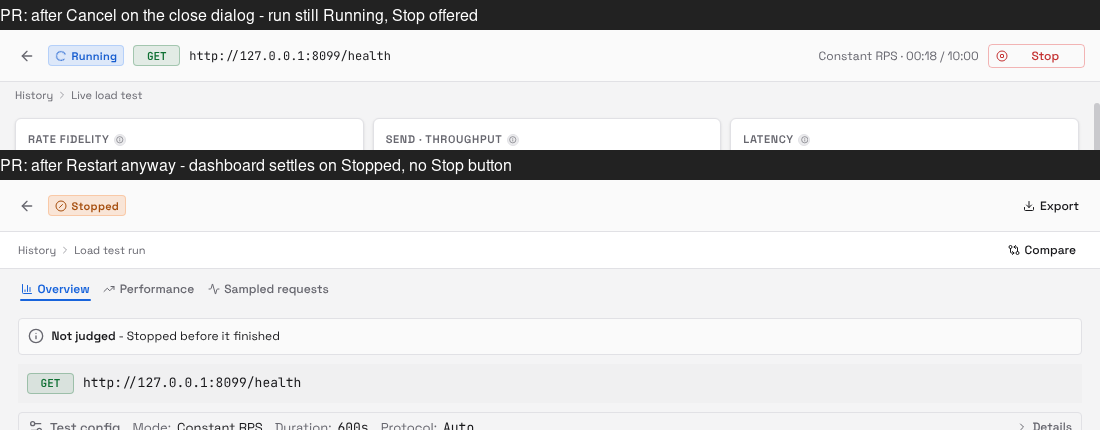 PR: after Cancel on the close dialog - run still Running, Stop offered
Running GET http://127.0.0.1:8099/health Constant RPS · 00:18 / 10:00 Stop
History > Live load test
RATE FIDELITY SEND · THROUGHPUT LATENCY
PR: after Restart anyway - dashboard settles on Stopped, no Stop button
Stopped Export
History > Load test run Compare
Overview Performance Sampled requests
Not judged - Stopped before it finished
GET http://127.0.0.1:8099/health
Test config Mode: Constant RPS Duration: 600s Protocol: Auto > Details